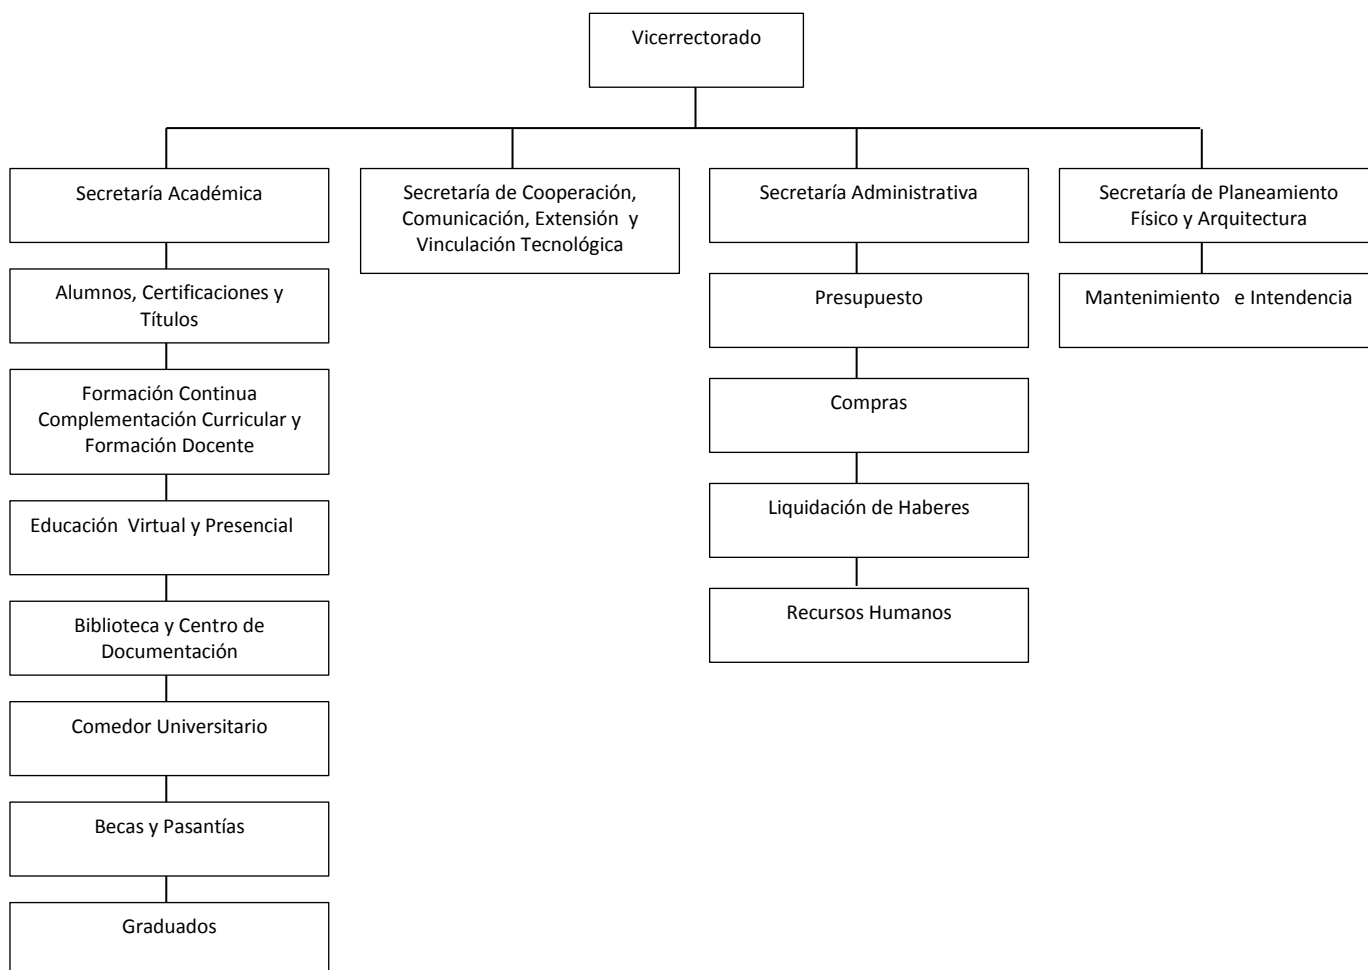 Vicerrectorado
Secretaría Académica
Alumnos, Certificaciones y
Títulos
Formación Continua
Complementación Curricular y
Formación Docente
Educación  Virtual y Presencial
Biblioteca y Centro de
Documentación
Comedor Universitario
Becas y Pasantías
Graduados
Secretaría de Cooperación,
Comunicación, Extensión  y
Vinculación Tecnológica
Secretaría Administrativa
Presupuesto
Compras
Liquidación de Haberes
Recursos Humanos
Secretaría de Planeamiento
Físico y Arquitectura
Mantenimiento   e Intendencia